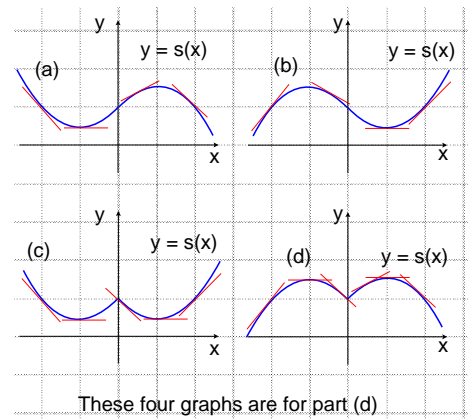 y
y = s(x)
(a)
x
y
y = s(x)
(b)
x
y
y = s(x)
(c)
x
y
y = s(x)
(d)
x
These four graphs are for part (d)